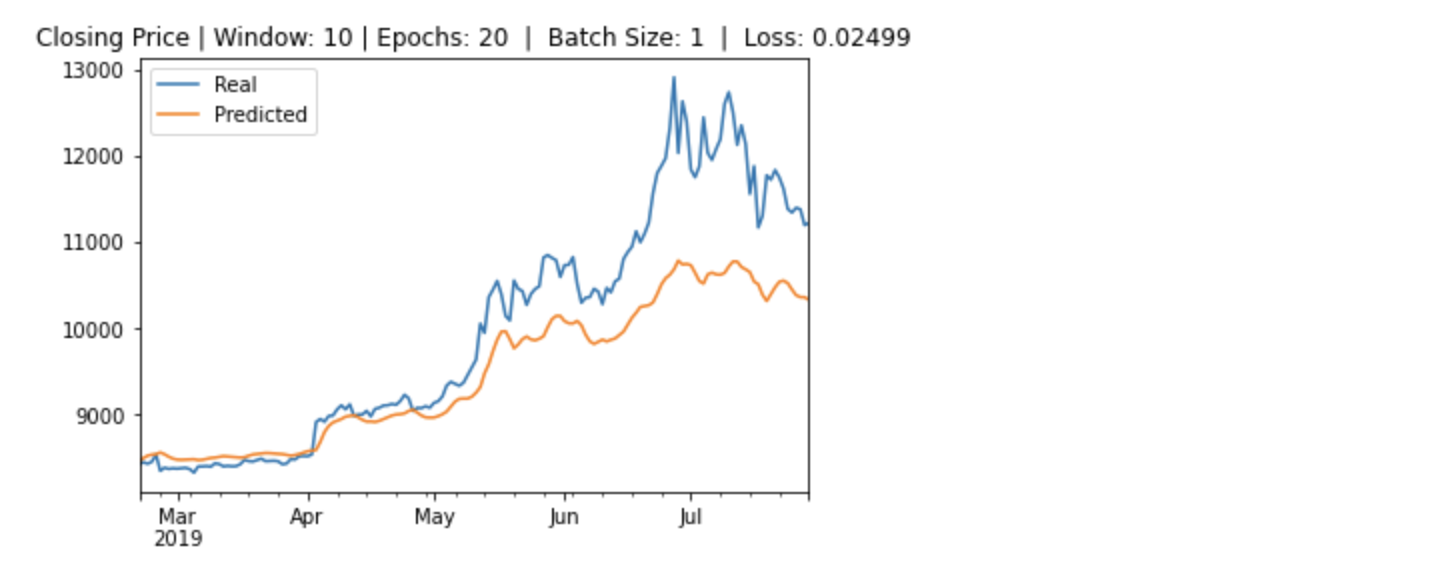 Closing Price | Window: 10 | Epochs: 20 | Batch Size: 1 | Loss: 0.02499
13000
Real
Predicted
12000
11000
10000
9000
Mar Apr May Jun Jul
2019